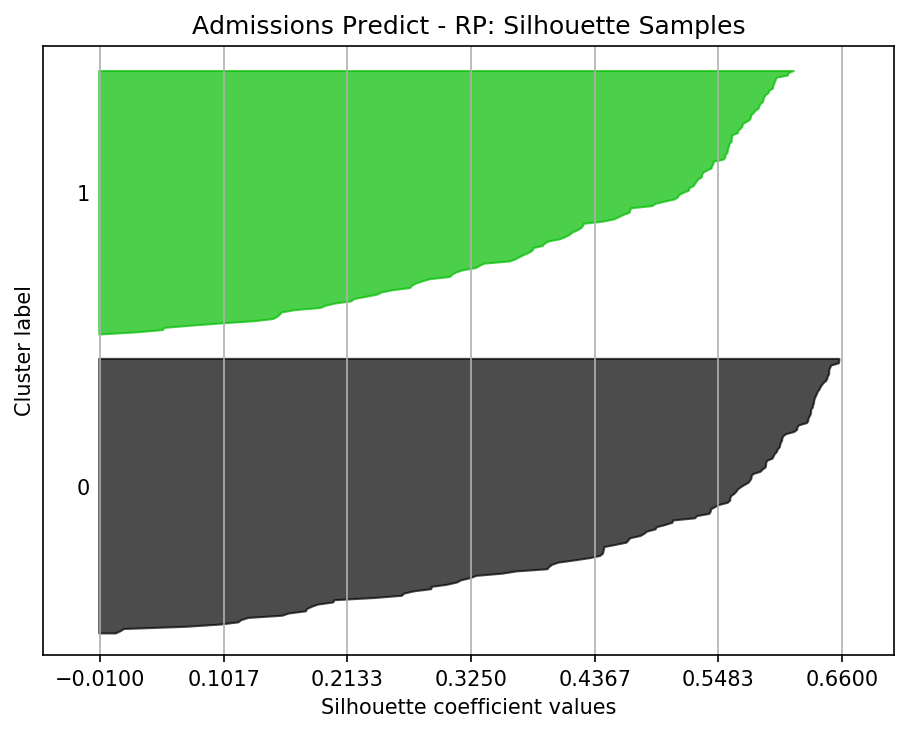 Admissions Predict - RP: Silhouette Samples
1
Cluster label
0
−0.0100 0.1017 0.2133 0.3250 0.4367 0.5483 0.6600
Silhouette coefficient values